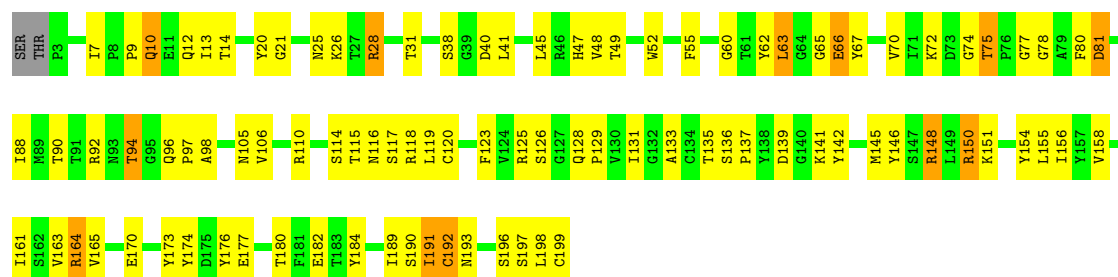 SER THR P3 I7 P8 P9 Q10 E11 Q12 I13 T14 Y20 G21 N25 K26 T27 R28 T31 S38 G39 D40 L41 L45 R46 H47 V48 T49 W52 F55 G60 T61 Y62 L63 G64 G65 E66 Y67 V70 I71 K72 D73 G74 T75 P76 G77 G78 A79 F80 D81
I88 M89 T90 T91 R92 N93 T94 G95 Q96 P97 A98 N105 V106 R110 S114 T115 N116 S117 R118 L119 C120 F123 V124 R125 S126 G127 Q128 P129 V130 I131 G132 A133 C134 T135 S136 P137 Y138 D139 G140 K141 Y142 M145 Y146 S147 R148 L149 R150 K151 Y154 L155 I156 Y157 V158
I161 S162 V163 R164 V165 E170 Y173 Y174 D175 Y176 E177 T180 F181 E182 T183 Y184 I189 S190 I191 C192 N193 S196 S197 L198 C199